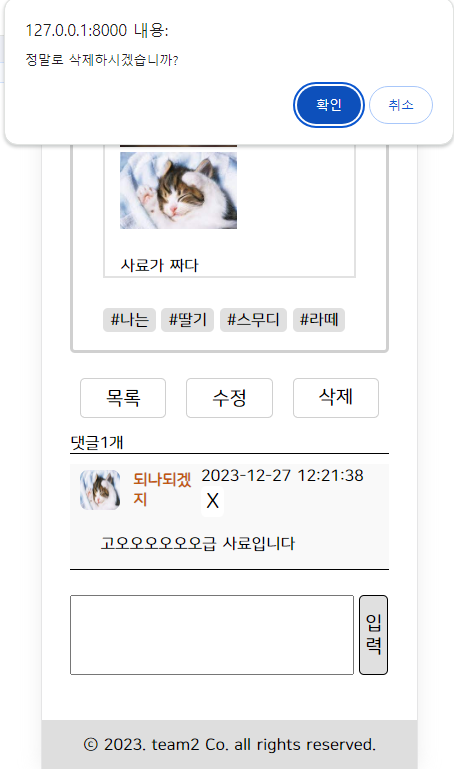 127.0.0.1:8000 내용:
정말로 삭제하시겠습니까?
확인 취소
사료가 짜다
#나는 #딸기 #스무디 #라떼
목록 수정 삭제
댓글1개
되나되겠 2023-12-27 12:21:38
지 X
고오오오오오오급 사료입니다
입
력
© 2023. team2 Co. all rights reserved.